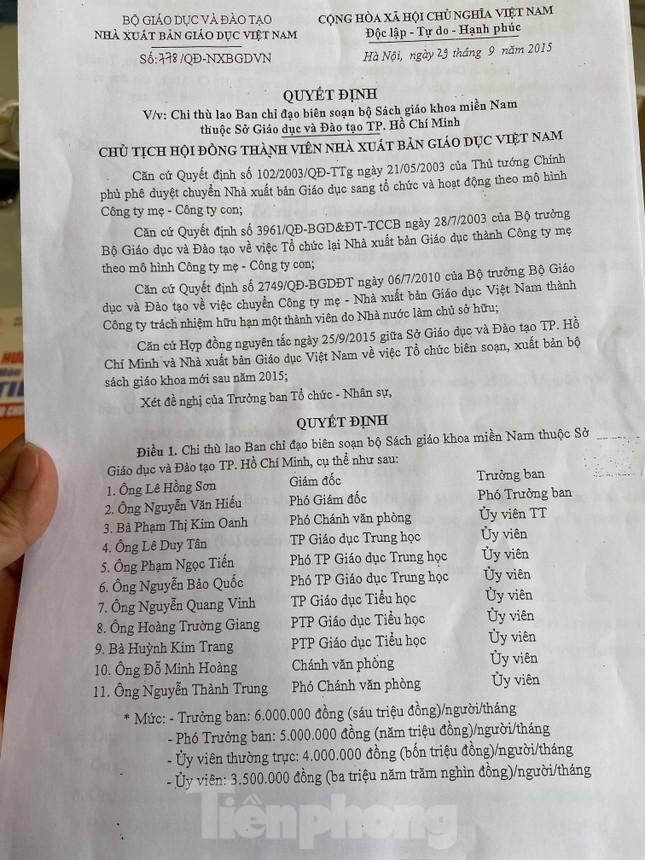 BỘ GIÁO DỤC VÀ ĐÀO TẠO
NHÀ XUẤT BẢN GIÁO DỤC VIỆT NAM
Số:778/QĐ-NXBGDVN
CỘNG HÒA XÃ HỘI CHỦ NGHĨA VIỆT NAM
Độc lập - Tự do - Hạnh phúc
Hà Nội, ngày 29 tháng 9 năm 2015
QUYẾT ĐỊNH
V/v: Chi thù lao Ban chỉ đạo biên soạn bộ Sách giáo khoa miền Nam
thuộc Sở Giáo dục và Đào tạo TP. Hồ Chí Minh
CHỦ TỊCH HỘI ĐỒNG THÀNH VIÊN NHÀ XUẤT BẢN GIÁO DỤC VIỆT NAM
Căn cứ Quyết định số 102/2003/QĐ-TTg ngày 21/05/2003 của Thủ tướng Chính
phủ phê duyệt chuyển Nhà xuất bản Giáo dục sang tổ chức và hoạt động theo mô hình
Công ty mẹ - Công ty con;
Căn cứ Quyết định số 3961/QĐ-BGD&ĐT-TCCB ngày 28/7/2003 của Bộ trưởng
Bộ Giáo dục và Đào tạo về việc Tổ chức lại Nhà xuất bản Giáo dục thành Công ty mẹ
theo mô hình Công ty mẹ - Công ty con;
Căn cứ Quyết định số 2749/QĐ-BGDĐT ngày 06/7/2010 của Bộ trưởng Bộ Giáo
dục và Đào tạo về việc chuyển Công ty mẹ - Nhà xuất bản Giáo dục Việt Nam thành
Công ty trách nhiệm hữu hạn một thành viên do Nhà nước làm chủ sở hữu;
Căn cứ Hợp đồng nguyên tắc ngày 25/9/2015 giữa Sở Giáo dục và Đào tạo TP. Hồ
Chí Minh và Nhà xuất bản Giáo dục Việt Nam về việc Tổ chức biên soạn, xuất bản bộ
sách giáo khoa mới sau năm 2015;
Xét đề nghị của Trưởng ban Tổ chức - Nhân sự,
QUYẾT ĐỊNH
Điều 1. Chi thù lao Ban chỉ đạo biên soạn bộ Sách giáo khoa miền Nam thuộc Sở
Giáo dục và Đào tạo TP. Hồ Chí Minh, cụ thể như sau:
1. Ông Lê Hồng Sơn Giám đốc Trưởng ban
2. Ông Nguyễn Văn Hiếu Phó Giám đốc Phó Trưởng ban
3. Bà Phạm Thị Kim Oanh Phó Chánh văn phòng Ủy viên TT
4. Ông Lê Duy Tân TP Giáo dục Trung học Ủy viên
5. Ông Phạm Ngọc Tiến Phó TP Giáo dục Trung học Ủy viên
6. Ông Nguyễn Bảo Quốc Phó TP Giáo dục Trung học Ủy viên
7. Ông Nguyễn Quang Vinh TP Giáo dục Tiểu học Ủy viên
8. Ông Hoàng Trường Giang PTP Giáo dục Tiểu học Ủy viên
9. Bà Huỳnh Kim Trang PTP Giáo dục Tiểu học Ủy viên
10. Ông Đỗ Minh Hoàng Chánh văn phòng Ủy viên
11. Ông Nguyễn Thành Trung Phó Chánh văn phòng Ủy viên
* Mức: - Trưởng ban: 6.000.000 đồng (sáu triệu đồng)/người/tháng
- Phó Trưởng ban: 5.000.000 đồng (năm triệu đồng)/người/tháng
- Ủy viên thường trực: 4.000.000 đồng (bốn triệu đồng)/người/tháng
- Ủy viên: 3.500.000 đồng (ba triệu năm trăm nghìn đồng)/người/tháng
Tiền phong